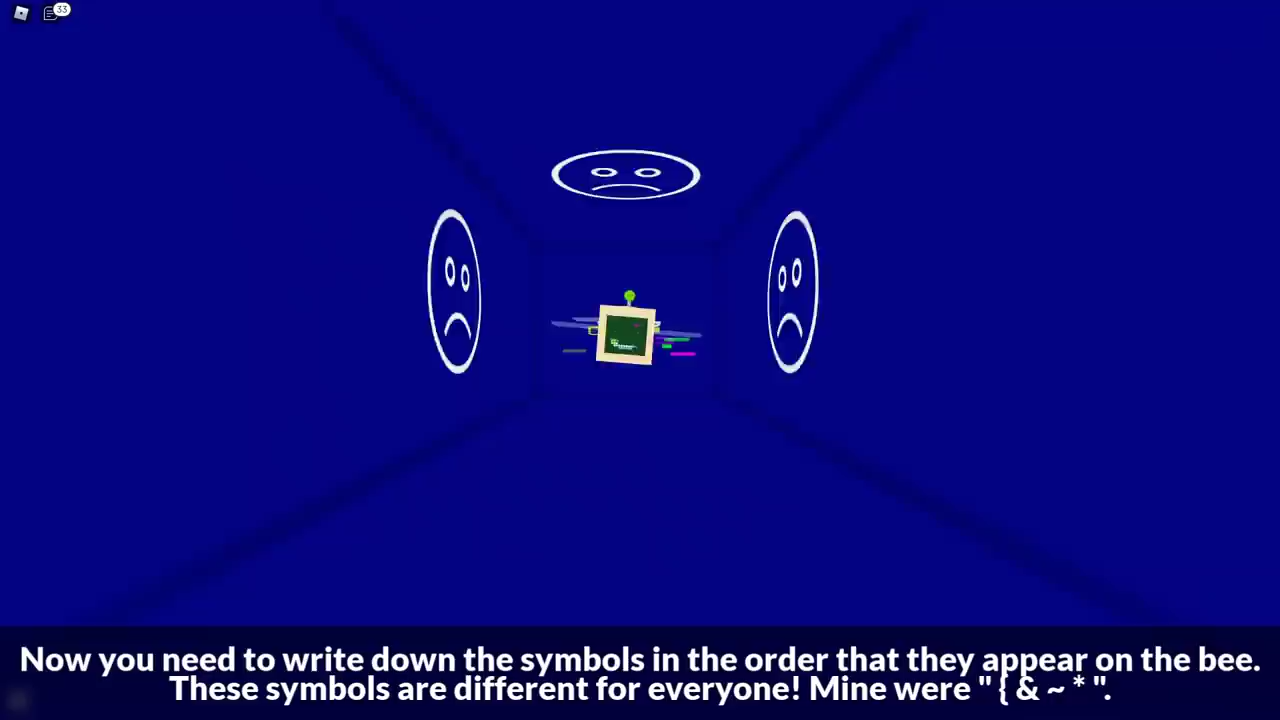 33
Now you need to write down the symbols in the order that they appear on the bee.
These symbols are different for everyone! Mine were " { & ~ * ".